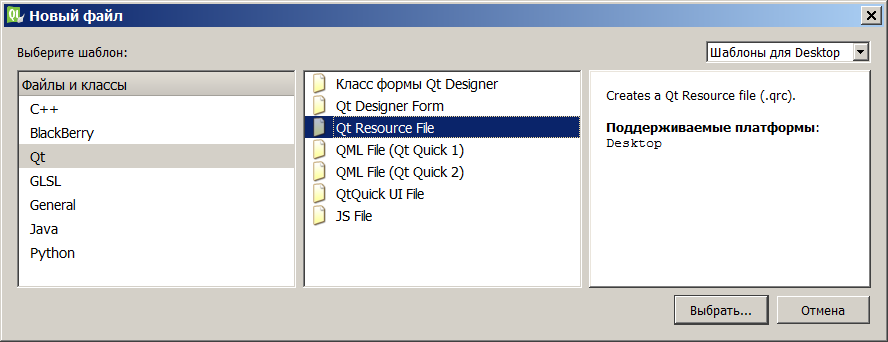 Новый файл
Выберите шаблон:
Шаблоны для Desktop
Файлы и классы
C++
BlackBerry
Qt
GLSL
General
Java
Python
Класс формы Qt Designer
Qt Designer Form
Qt Resource File
QML File (Qt Quick 1)
QML File (Qt Quick 2)
QtQuick UI File
JS File
Creates a Qt Resource file (.qrc).
Поддерживаемые платформы:
Desktop
Выбрать...
Отмена